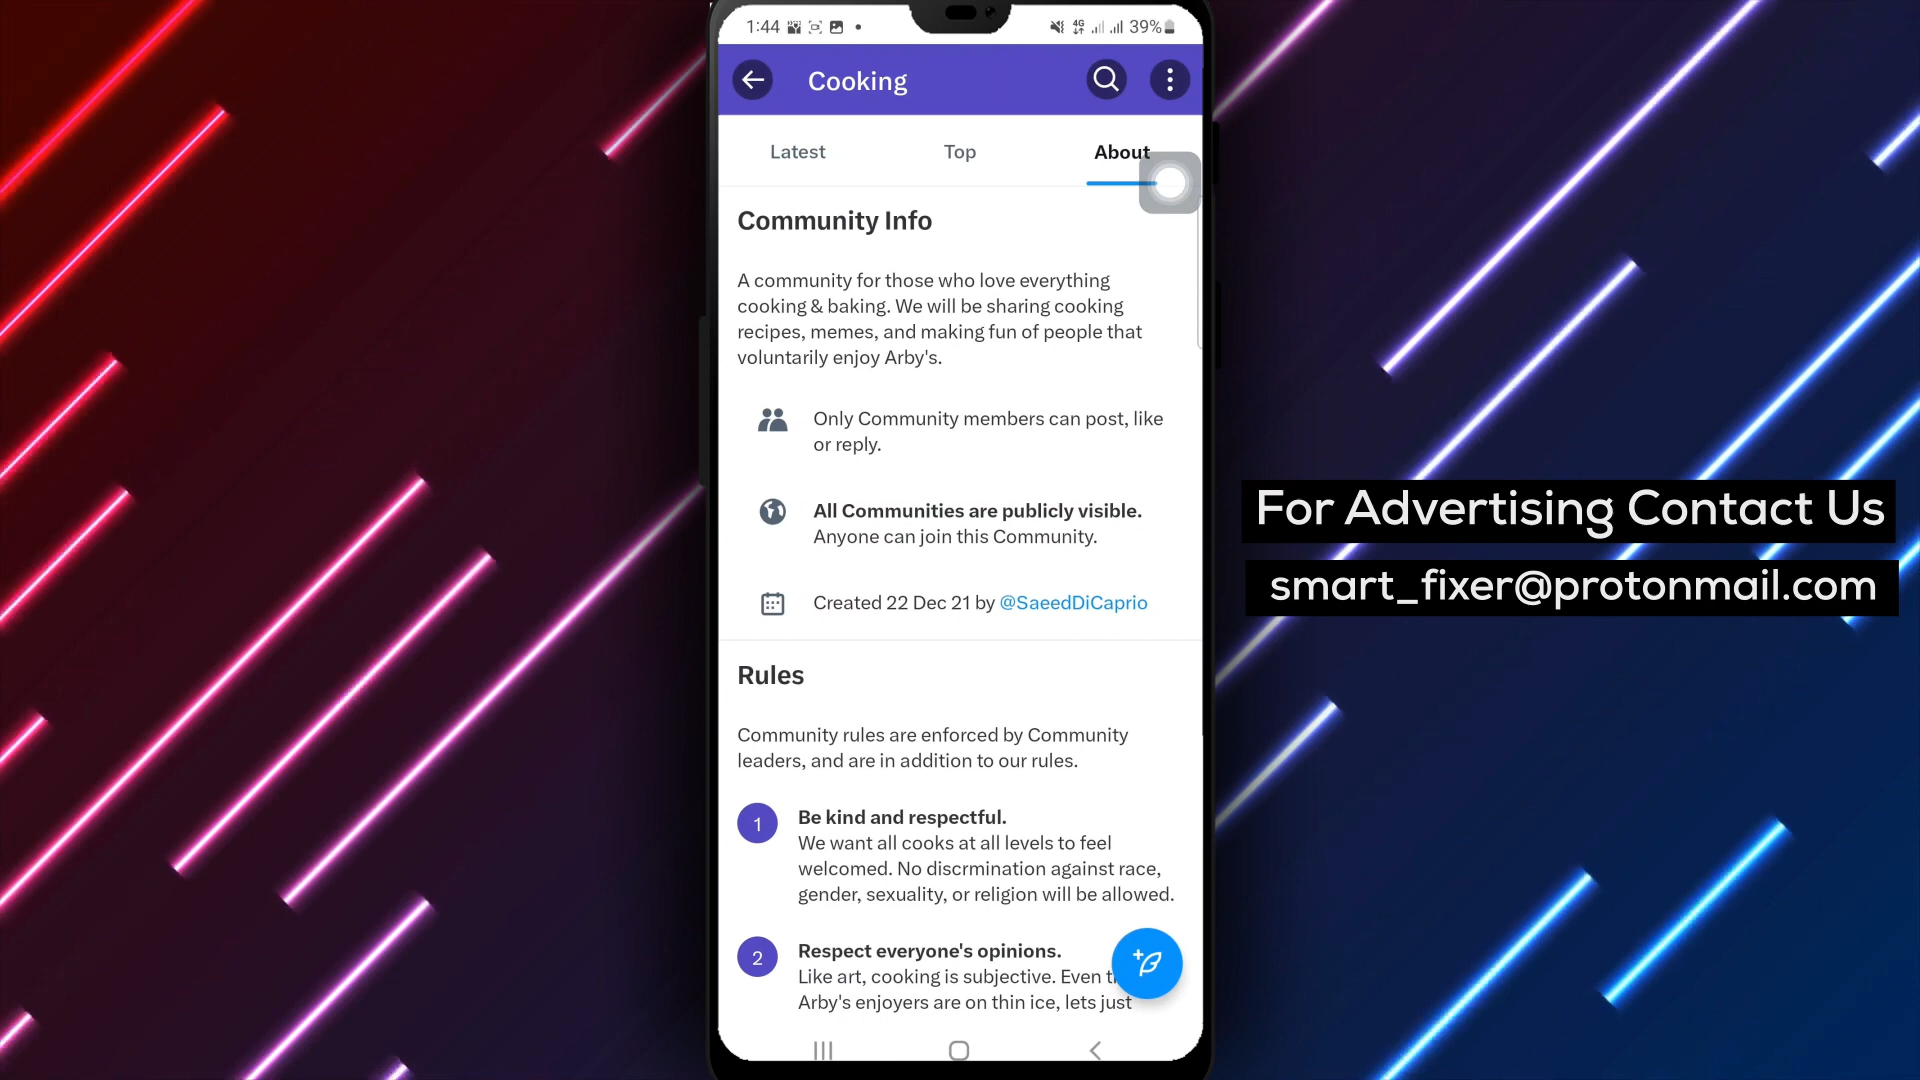 1:44
4G
39%
Cooking
Latest
Top
About
Community Info
A community for those who love everything
cooking & baking. We will be sharing cooking
recipes, memes, and making fun of people that
voluntarily enjoy Arby's.
Only Community members can post, like
or reply.
All Communities are publicly visible.
Anyone can join this Community.
Created 22 Dec 21 by @SaeedDiCaprio
Rules
Community rules are enforced by Community
leaders, and are in addition to our rules.
1
Be kind and respectful.
We want all cooks at all levels to feel
welcomed. No discrmination against race,
gender, sexuality, or religion will be allowed.
2
Respect everyone's opinions.
Like art, cooking is subjective. Even
Arby's enjoyers are on thin ice, lets just
For Advertising Contact Us
smart_fixer@protonmail.com